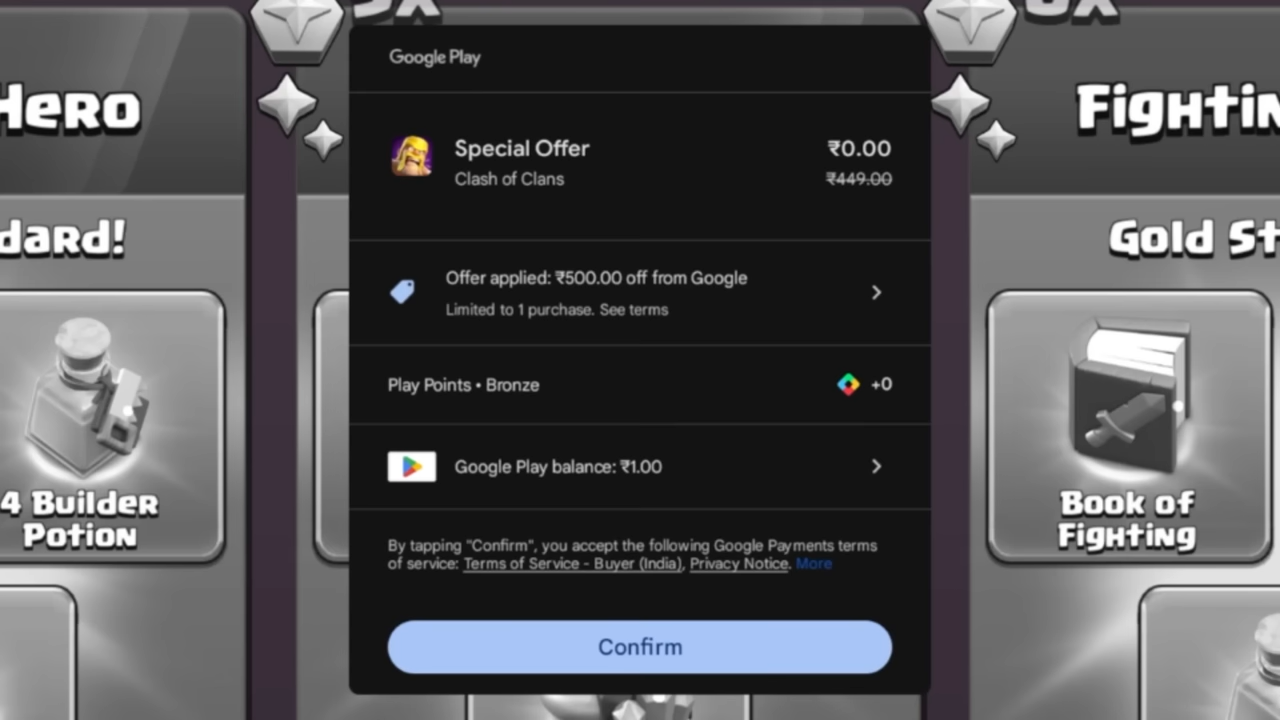 Google Play
Special Offer
₹0.00
Clash of Clans
₹449.00
Offer applied: ₹500.00 off from Google
Limited to 1 purchase. See terms
Play Points • Bronze
+0
Google Play balance: ₹1.00
By tapping "Confirm", you accept the following Google Payments terms
of service: Terms of Service - Buyer (India), Privacy Notice. More
Confirm
Hero
dard!
4 Builder
Potion
Fightin
Gold St
Book of
Fighting